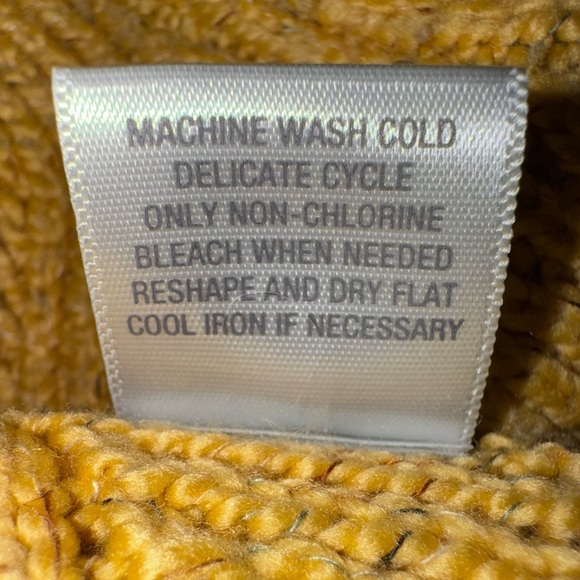 MACHINE WASH COLD
DELICATE CYCLE
ONLY NON-CHLORINE
BLEACH WHEN NEEDED
RESHAPE AND DRY FLAT
COOL IRON IF NECESSARY